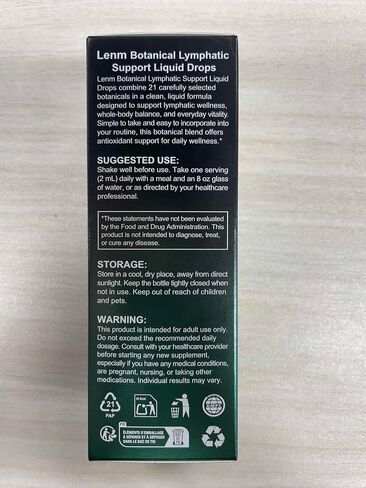 Lenm Botanical Lymphatic
Support Liquid Drops
Lenm Botanical Lymphatic Support Liquid
Drops combine 21 carefully selected
botanicals in a clean, liquid formula
designed to support lymphatic wellness,
whole-body balance, and everyday vitality.
Simple to take and easy to incorporate into
your routine, this botanical blend offers
antioxidant support for daily wellness.*
SUGGESTED USE:
Shake well before use. Take one serving
(2 mL) daily with a meal and an 8 oz glass
of water, or as directed by your healthcare
professional.
*These statements have not been evaluated
by the Food and Drug Administration. This
product is not intended to diagnose, treat,
or cure any disease.
STORAGE:
Store in a cool, dry place, away from direct
sunlight. Keep the bottle tightly closed when
not in use. Keep out of reach of children
and pets.
WARNING:
This product is intended for adult use only.
Do not exceed the recommended daily
dosage. Consult with your healthcare provider
before starting any new supplement,
especially if you have any medical conditions,
are pregnant, nursing, or taking other
medications. Individual results may vary.
21
PAP
FR
ÉLÉMENTS D'EMBALLAGE
À SÉPARER ET À DÉPOSER
DANS LE BAC DE TRI